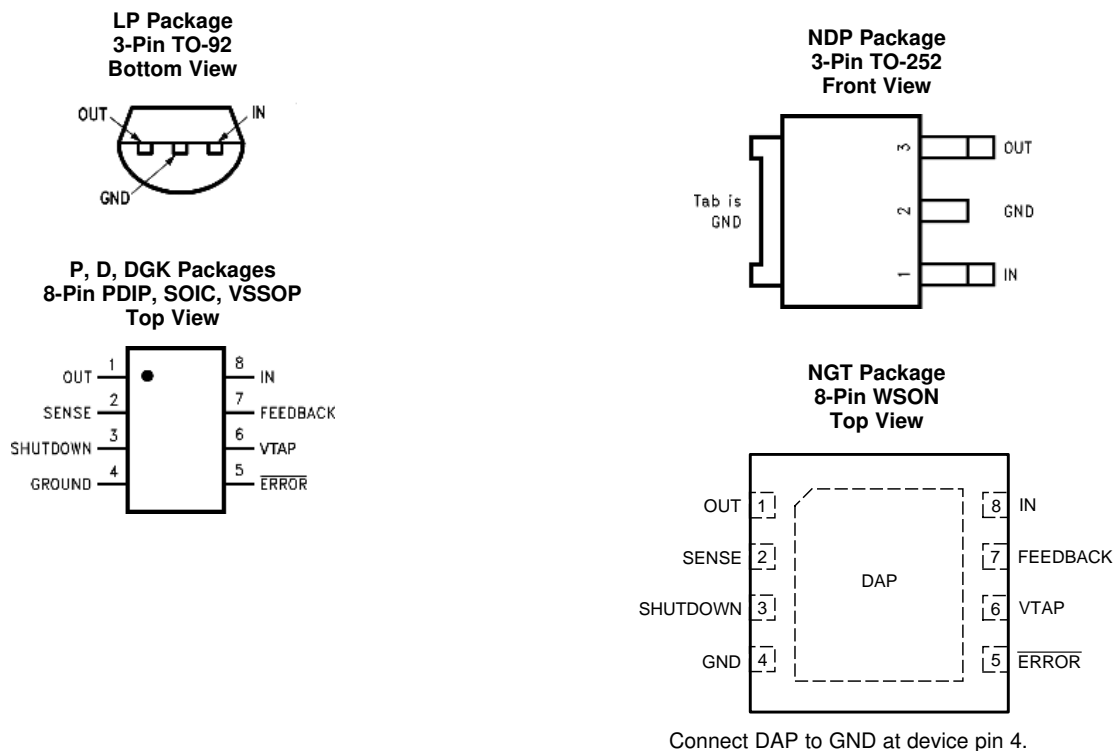 LP Package
3-Pin TO-92
Bottom View
OUT
IN
GND
P, D, DGK Packages
8-Pin PDIP, SOIC, VSSOP
Top View
OUT 1
8 IN
SENSE 2
7 FEEDBACK
SHUTDOWN 3
6 VTAP
GROUND 4
5 ERROR
NDP Package
3-Pin TO-252
Front View
Tab is
GND
3 OUT
2 GND
1 IN
NGT Package
8-Pin WSON
Top View
OUT 1
8 IN
SENSE 2
7 FEEDBACK
DAP
SHUTDOWN 3
6 VTAP
GND 4
5 ERROR
Connect DAP to GND at device pin 4.